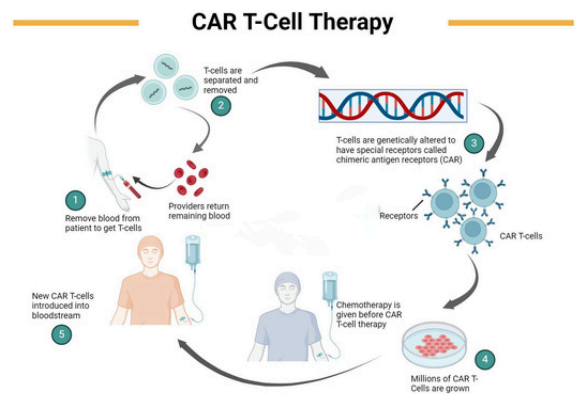 CAR T-Cell Therapy
T-cells are
separated and
removed
2
T-cells are genetically altered to
have special receptors called
chimeric antigen receptors (CAR)
3
1
Remove blood from
patient to get T-cells
Providers return
remaining blood
Receptors
CAR T-cells
New CAR T-cells
introduced into
bloodstream
5
Chemotherapy is
given before CAR
T-cell therapy
4
Millions of CAR T-
Cells are grown